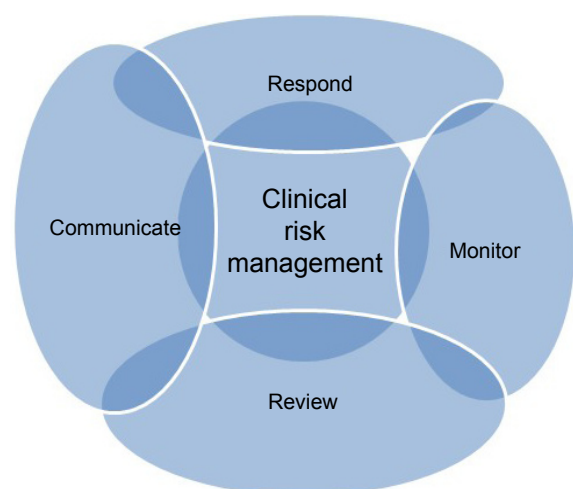 Respond
Communicate
Clinical
risk
management
Monitor
Review